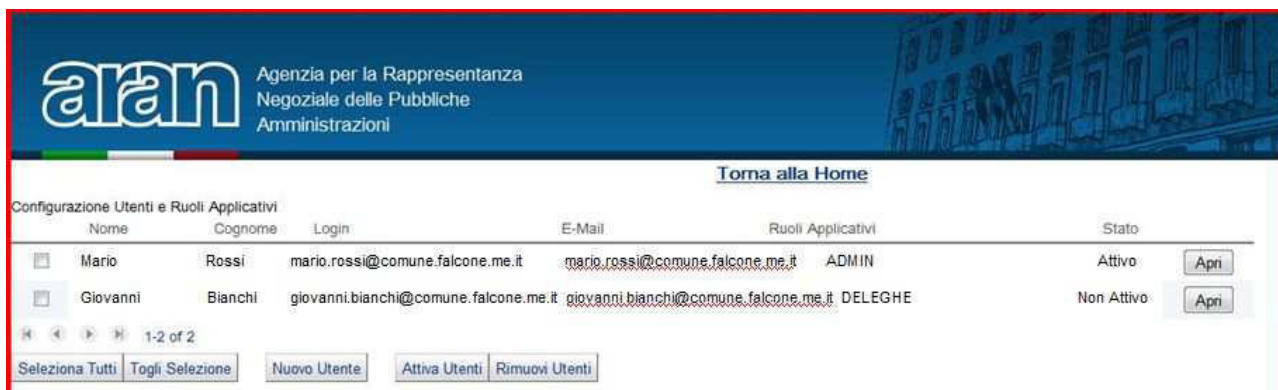 aran
Agenzia per la Rappresentanza
Negoziale delle Pubbliche
Amministrazioni
Torna alla Home
Configurazione Utenti e Ruoli Applicativi
Nome Cognome Login E-Mail Ruoli Applicativi Stato
Mario Rossi mario.rossi@comune.falcone.me.it mario.rossi@comune.falcone.me.it ADMIN Attivo Apri
Giovanni Bianchi giovanni.bianchi@comune.falcone.me.it giovanni.bianchi@comune.falcone.me.it DELEGHE Non Attivo Apri
1-2 of 2
Seleziona Tutti Togli Selezione Nuovo Utente Attiva Utenti Rimuovi Utenti